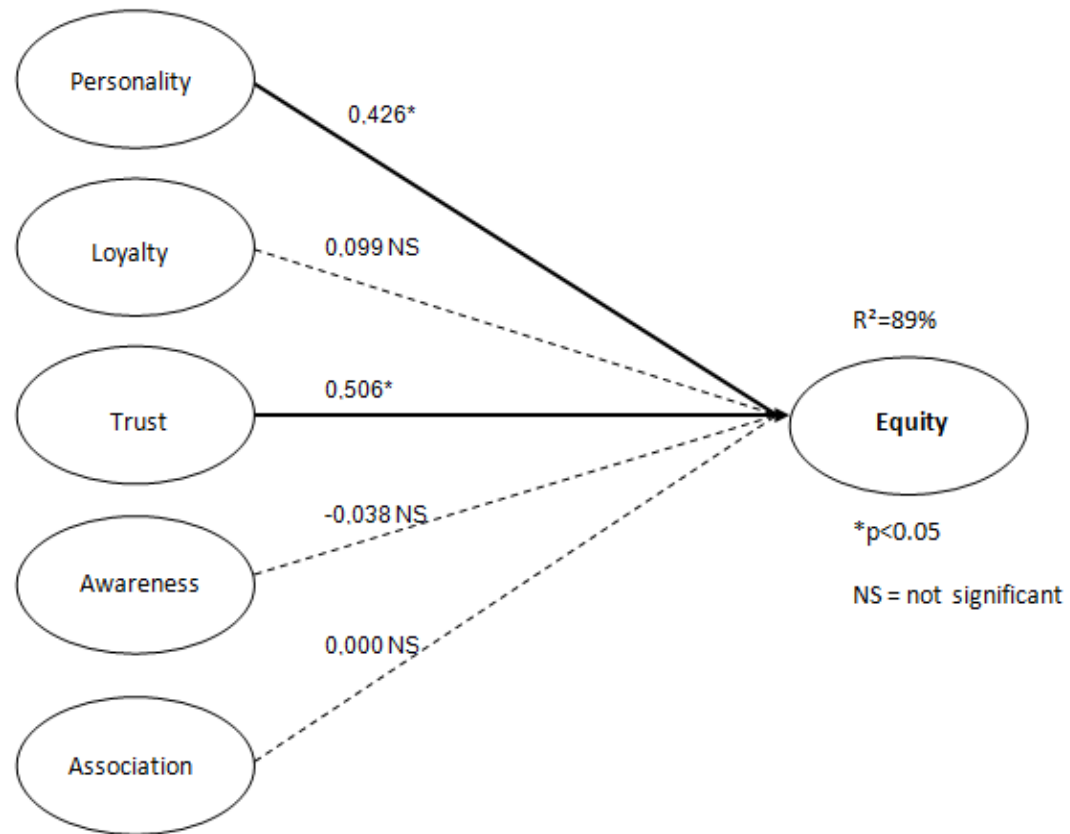 Personality
0,426*
Loyalty
0,099 NS
R²=89%
Trust
0,506*
Equity
-0,038 NS
*p<0.05
Awareness
NS = not significant
0,000 NS
Association